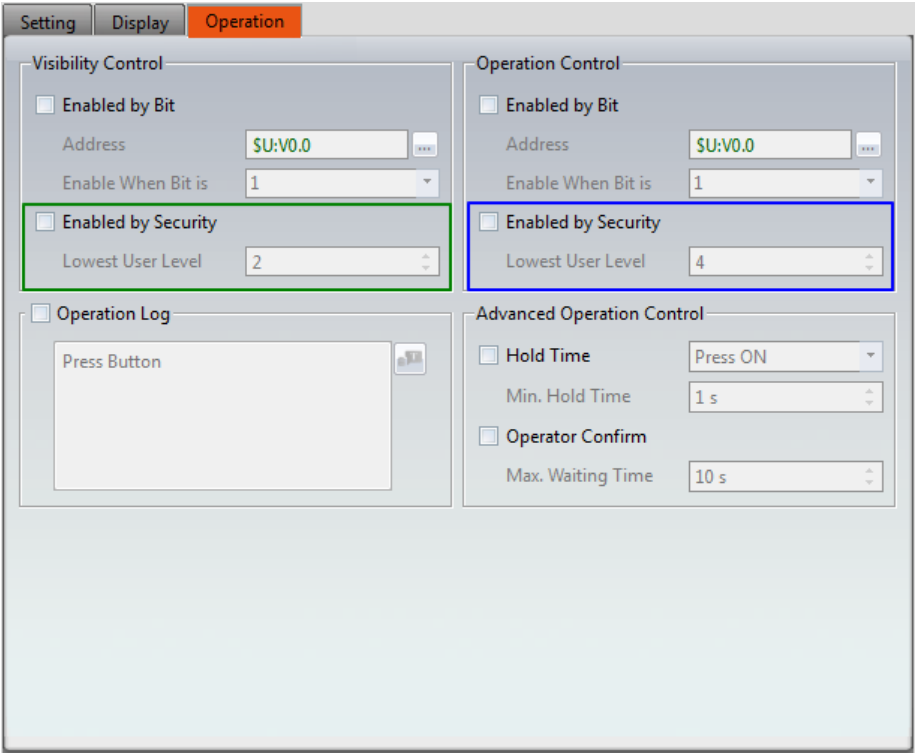 Setting Display Operation
Visibility Control
Enabled by Bit
Address $U:V0.0 ...
Enable When Bit is 1
Enabled by Security
Lowest User Level 2
Operation Control
Enabled by Bit
Address $U:V0.0 ...
Enable When Bit is 1
Enabled by Security
Lowest User Level 4
Operation Log
Press Button
Advanced Operation Control
Hold Time Press ON
Min. Hold Time 1 s
Operator Confirm
Max. Waiting Time 10 s